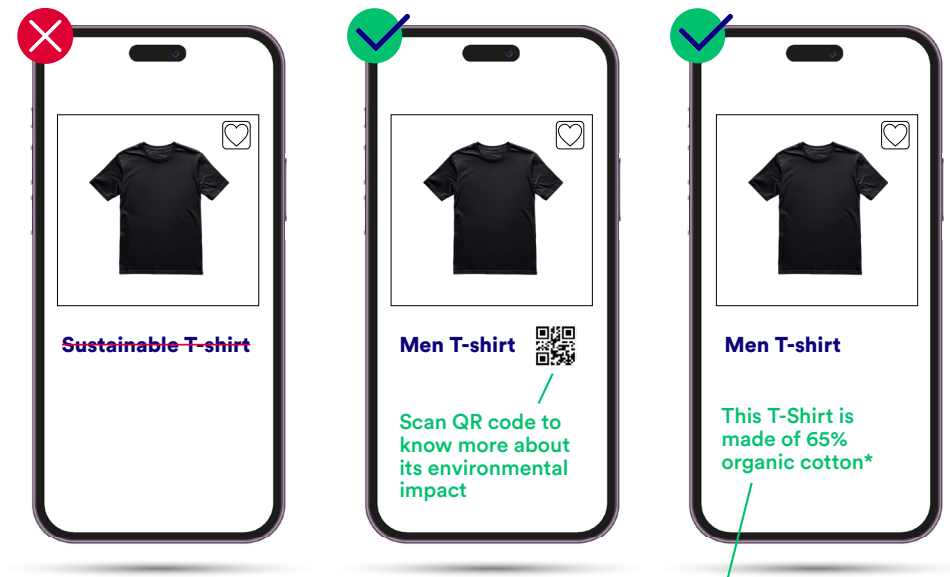 Sustainable T-shirt
Men T-shirt
Scan QR code to
know more about
its environmental
impact
Men T-shirt
This T-Shirt is
made of 65%
organic cotton*